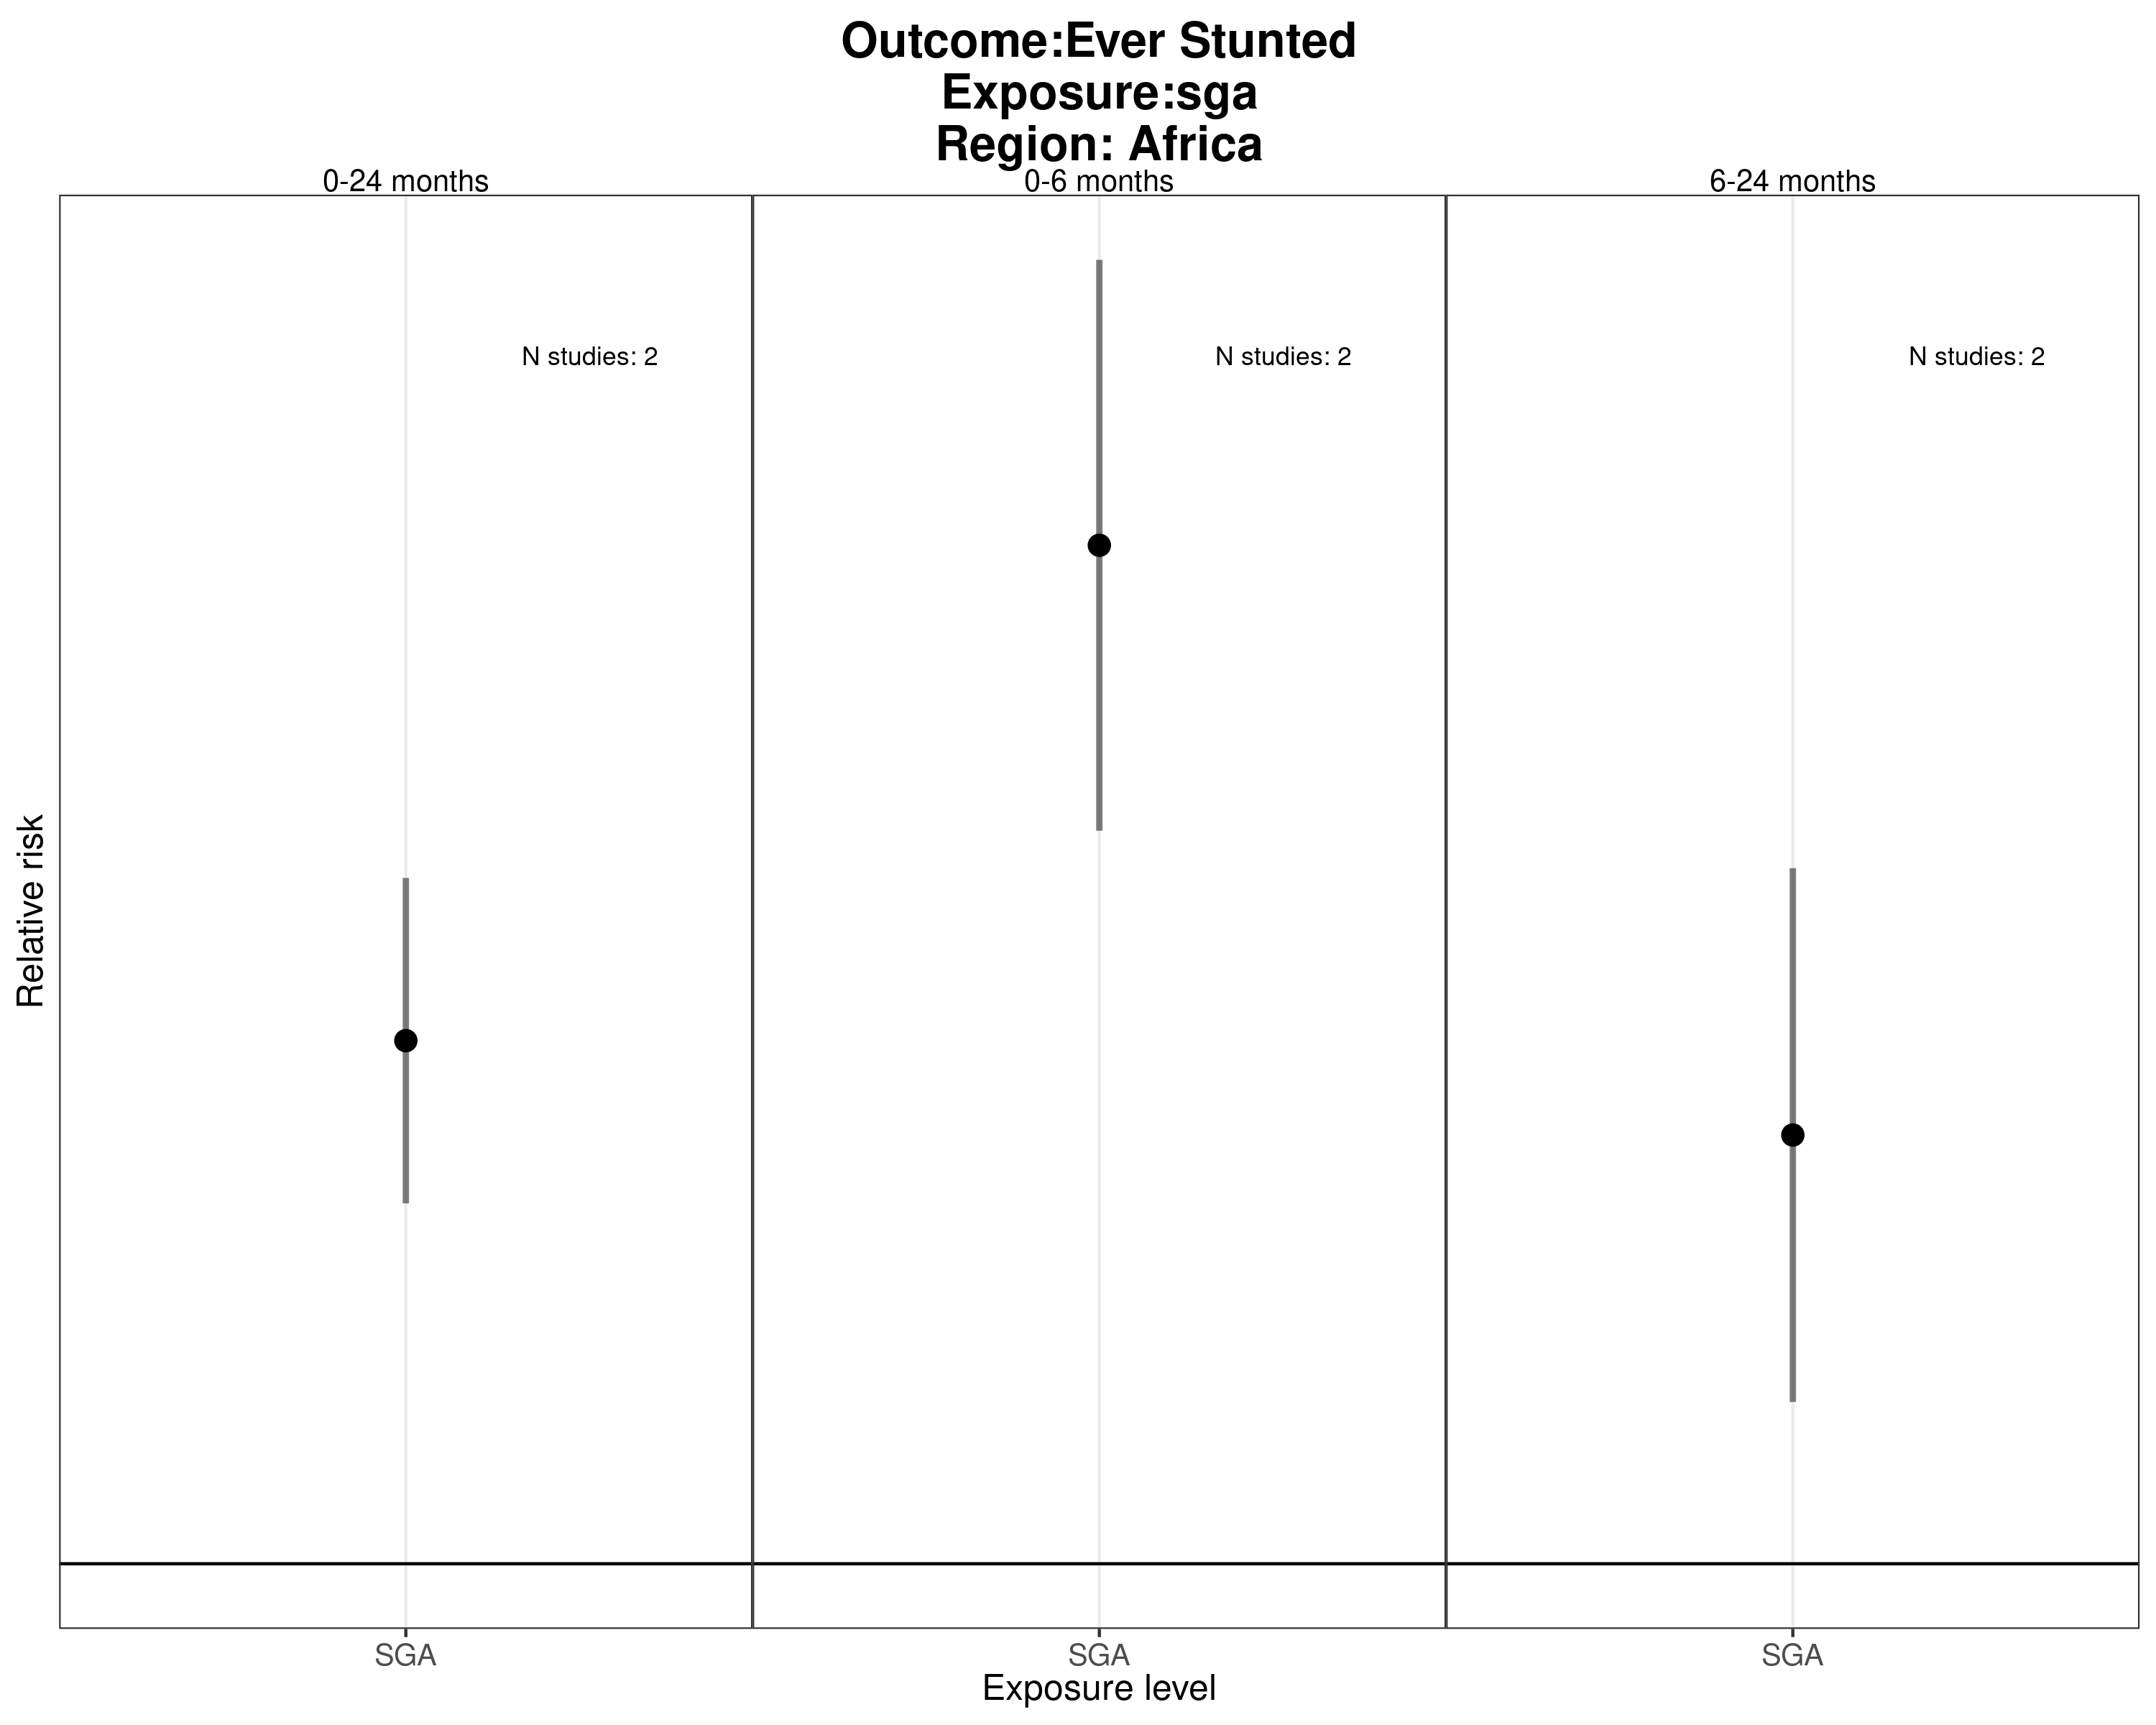 Outcome:Ever Stunted
Exposure:sga
Region: Africa
0-24 months
0-6 months
6-24 months
N studies: 2
N studies: 2
N studies: 2
Relative risk
SGA
SGA
SGA
Exposure level